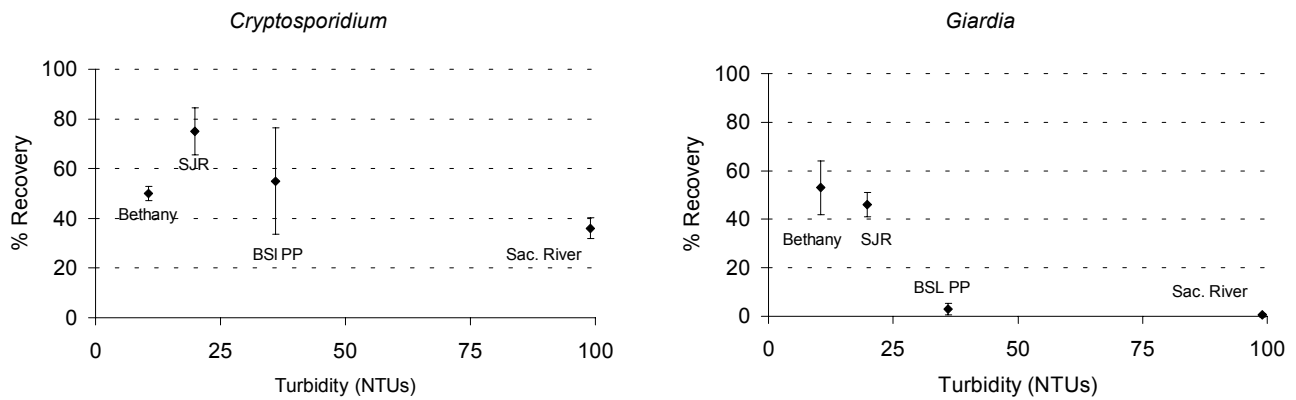 Cryptosporidium
% Recovery
100
80
60
40
20
0
SJR
Bethany
BSl PP
Sac. River
0 25 50 75 100
Turbidity (NTUs)
Giardia
% Recovery
100
80
60
40
20
0
Bethany
SJR
BSL PP
Sac. River
0 25 50 75 100
Turbidity (NTUs)